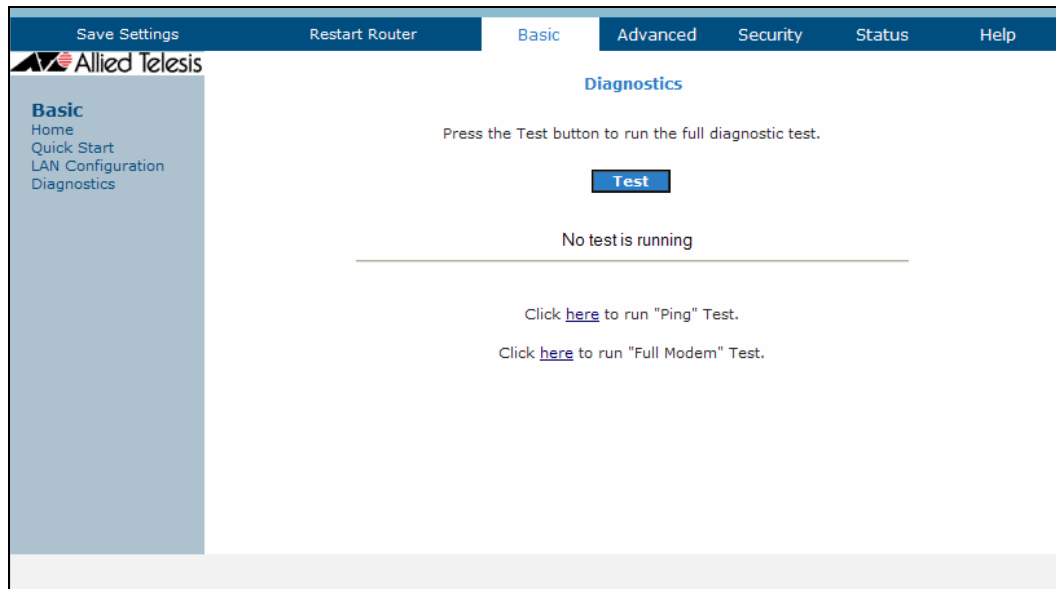 Save Settings Restart Router Basic Advanced Security Status Help
Allied Telesis
Basic
Home
Quick Start
LAN Configuration
Diagnostics
Diagnostics
Press the Test button to run the full diagnostic test.
Test
No test is running
Click here to run "Ping" Test.
Click here to run "Full Modem" Test.